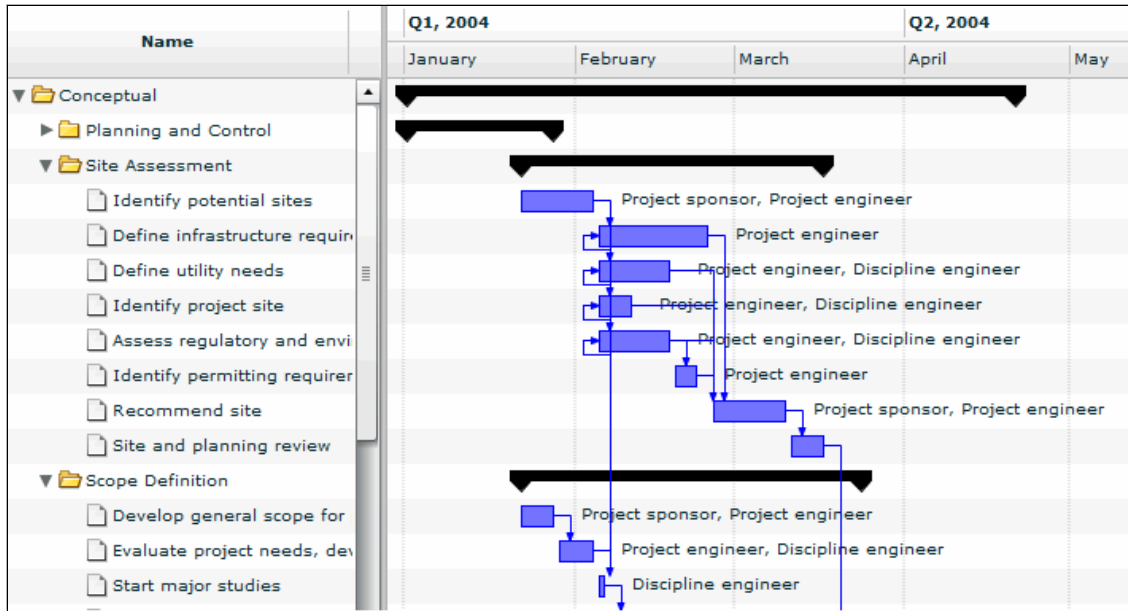 Name
Q1, 2004 Q2, 2004
January February March April May
Conceptual
Planning and Control
Site Assessment
Identify potential sites Project sponsor, Project engineer
Define infrastructure require Project engineer
Define utility needs Project engineer, Discipline engineer
Identify project site Project engineer, Discipline engineer
Assess regulatory and envi Project engineer, Discipline engineer
Identify permitting requirer Project engineer
Recommend site Project sponsor, Project engineer
Site and planning review
Scope Definition
Develop general scope for Project sponsor, Project engineer
Evaluate project needs, dev Project engineer, Discipline engineer
Start major studies Discipline engineer